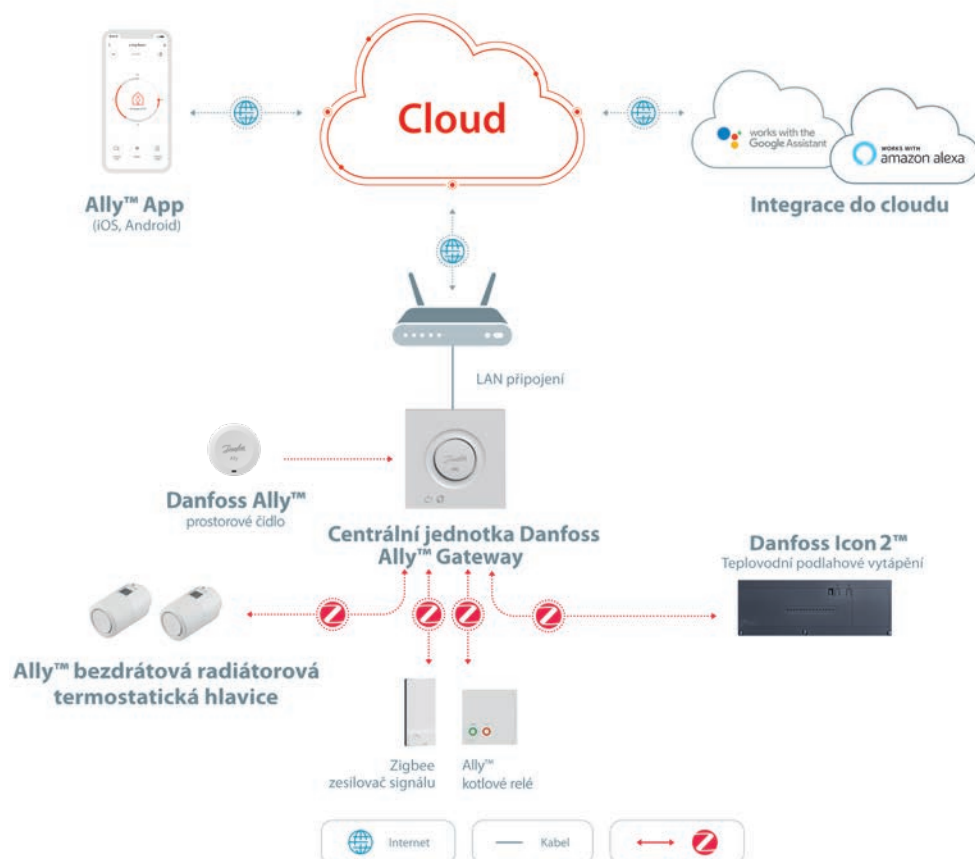 Cloud
works with the
Google Assistant
WORKS WITH
amazon alexa
Ally™ App
(iOS, Android)
Integrace do cloudu
LAN připojení
Danfoss
Ally
Danfoss Ally™
prostorové čidlo
Centrální jednotka Danfoss
Ally™ Gateway
Danfoss Icon 2™
Teplovodní podlahové vytápění
Ally™ bezdrátová radiátorová
termostatická hlavice
Zigbee
zesilovač signálu
Ally™
kotlové relé
Internet
Kabel